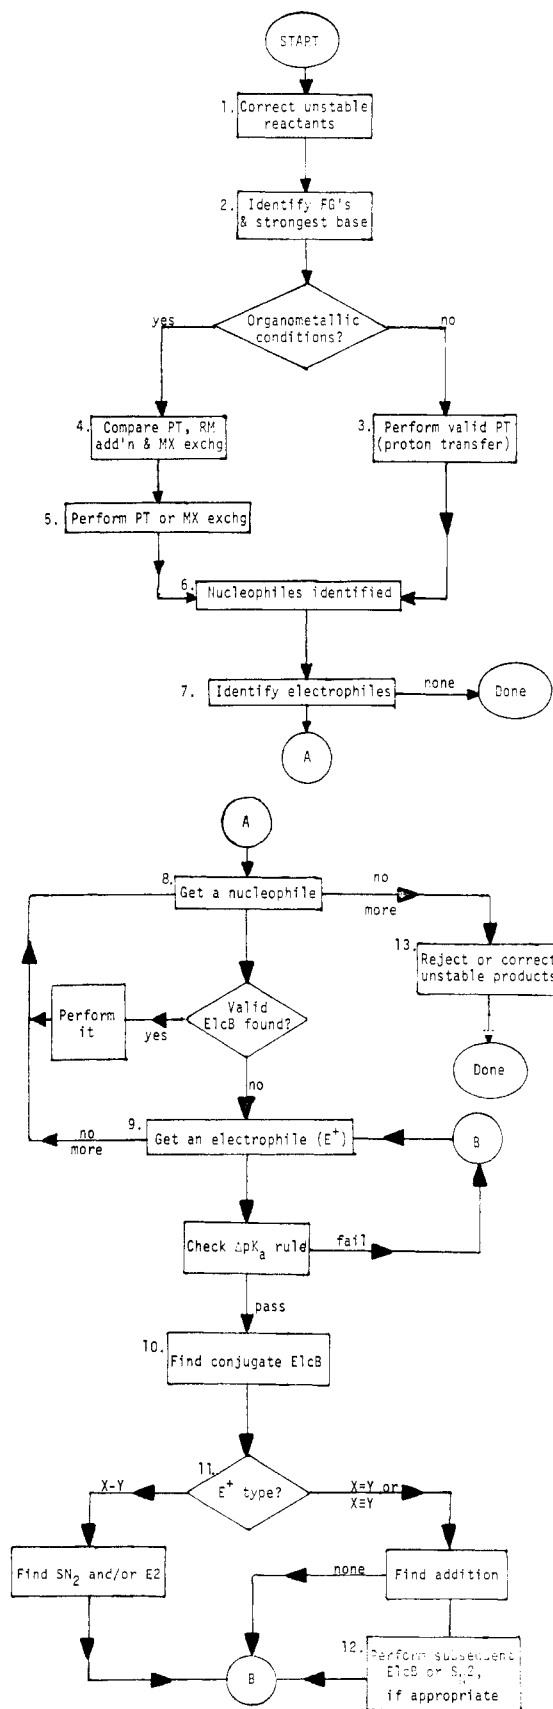 START
1. Correct unstable
reactants
2. Identify FG's
& strongest base
Organometallic
conditions?
yes
no
4. Compare PT, RM
add'n & MX exchg
3. Perform valid PT
(proton transfer)
5. Perform PT or MX exchg
6. Nucleophiles identified
7. Identify electrophiles
none
Done
A
A
8. Get a nucleophile
no
more
13. Reject or correct
unstable products
Done
Valid
ElcB found?
yes
Perform
it
no
9. Get an electrophile (E⁺)
no
more
B
Check ΔpKₐ rule
fail
pass
10. Find conjugate ElcB
11. E⁺ type?
X-Y
X=Y or
X≡Y
Find SN₂ and/or E2
none
Find addition
B
12. Perform subsequent
ElcB or SN2,
if appropriate